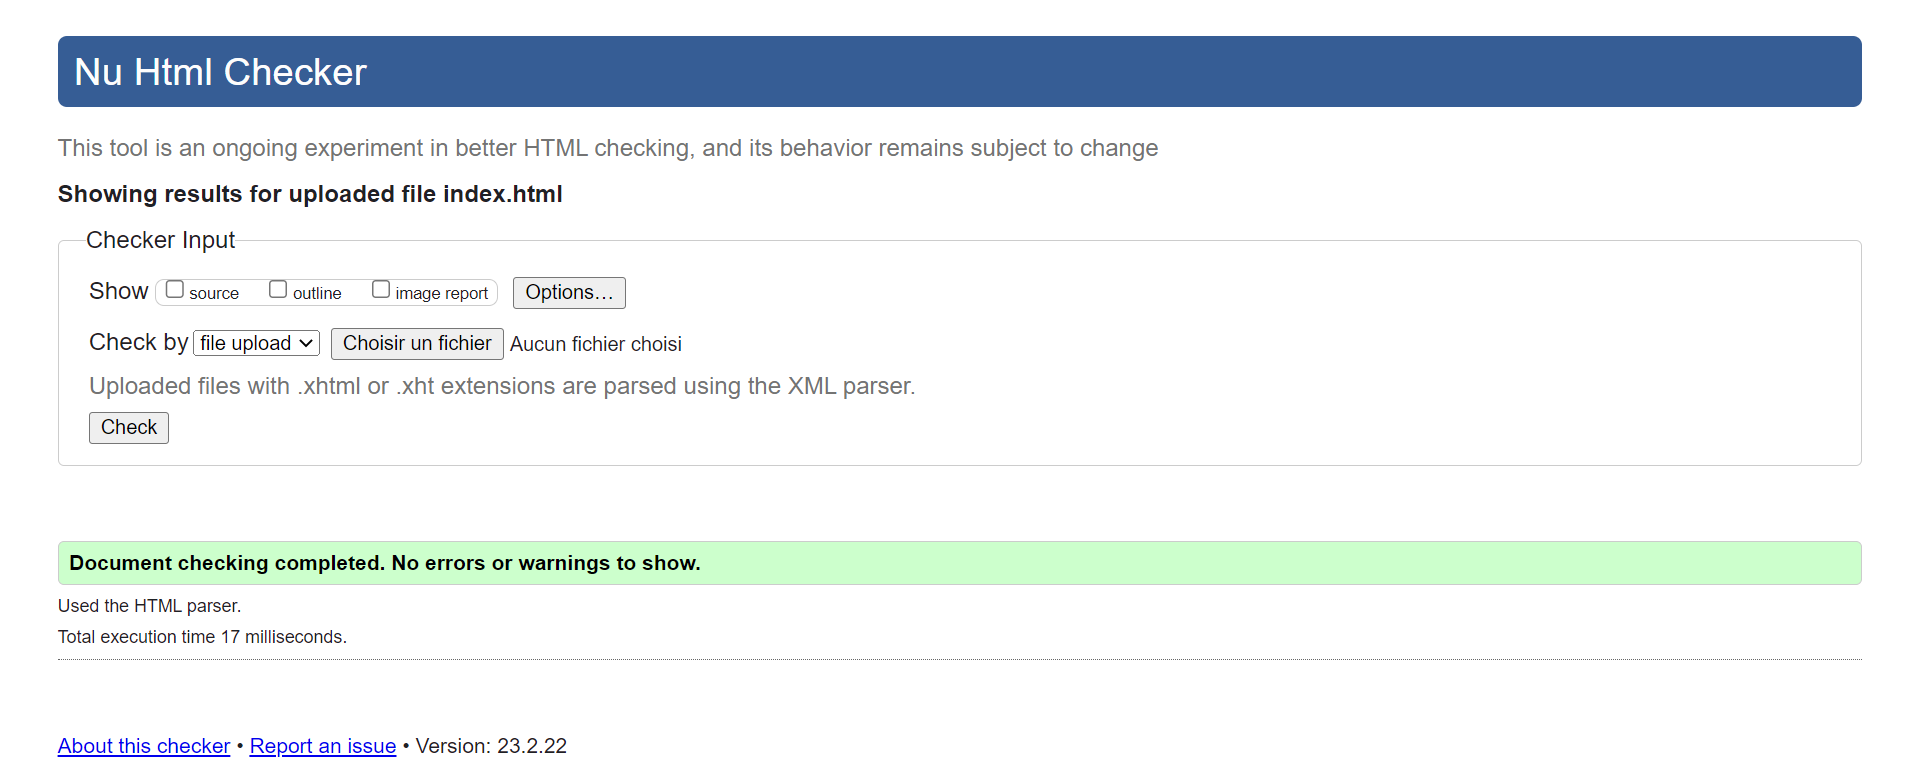 Nu Html Checker
This tool is an ongoing experiment in better HTML checking, and its behavior remains subject to change
Showing results for uploaded file index.html
Checker Input
Show source outline image report Options…
Check by file upload Choisir un fichier Aucun fichier choisi
Uploaded files with .xhtml or .xht extensions are parsed using the XML parser.
Check
Document checking completed. No errors or warnings to show.
Used the HTML parser.
Total execution time 17 milliseconds.
About this checker • Report an issue • Version: 23.2.22